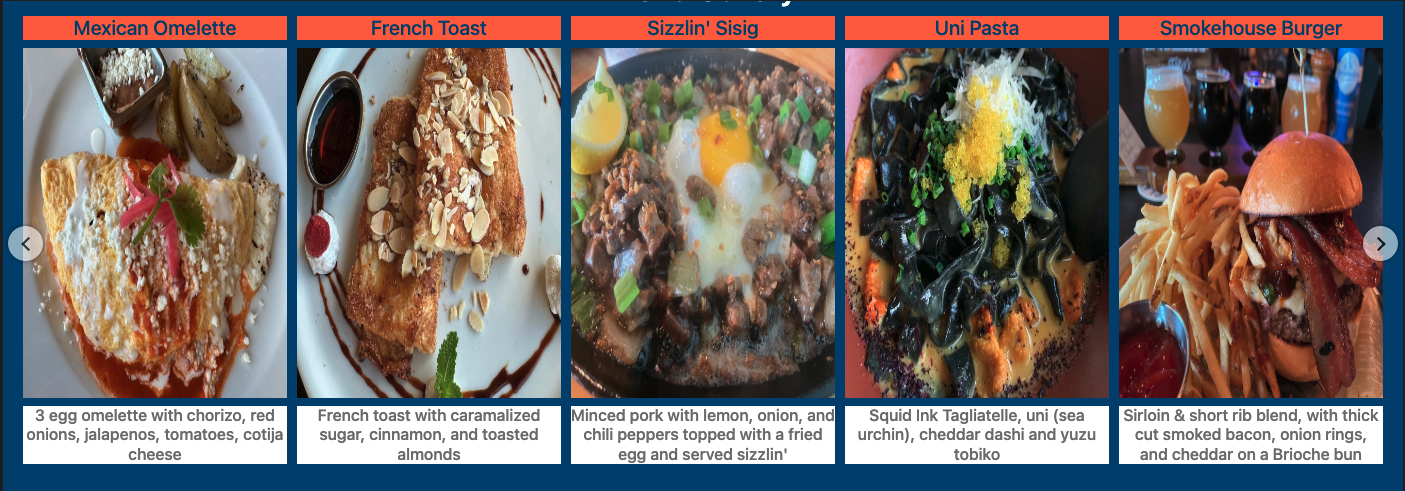 Mexican Omelette
French Toast
Sizzlin' Sisig
Uni Pasta
Smokehouse Burger
3 egg omelette with chorizo, red
onions, jalapenos, tomatoes, cotija
cheese
French toast with caramalized
sugar, cinnamon, and toasted
almonds
Minced pork with lemon, onion, and
chili peppers topped with a fried
egg and served sizzlin'
Squid Ink Tagliatelle, uni (sea
urchin), cheddar dashi and yuzu
tobiko
Sirloin & short rib blend, with thick
cut smoked bacon, onion rings,
and cheddar on a Brioche bun